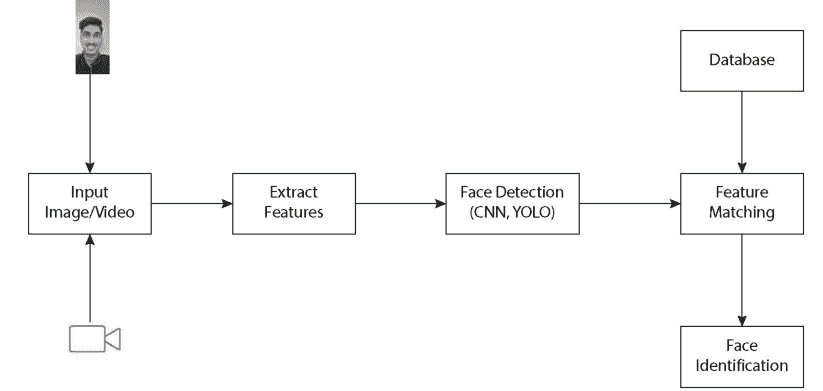 Database
Input
Image/Video
Extract
Features
Face Detection
(CNN, YOLO)
Feature
Matching
Face
Identification